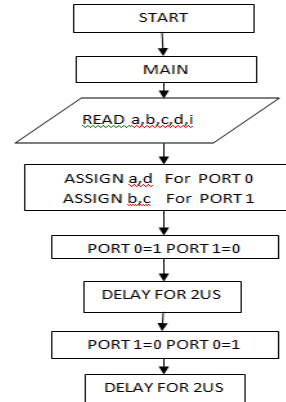 START
MAIN
READ a,b,c,d,i
ASSIGN a,d For PORT 0
ASSIGN b,c For PORT 1
PORT 0=1 PORT 1=0
DELAY FOR 2US
PORT 1=0 PORT 0=1
DELAY FOR 2US